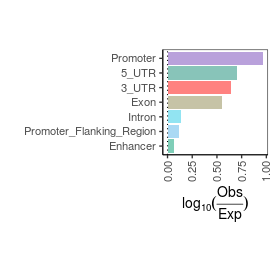 Promoter
5_UTR
3_UTR
Exon
Intron
Promoter_Flanking_Region
Enhancer
0.00
0.25
0.50
0.75
1.00
log10(Obs/Exp)